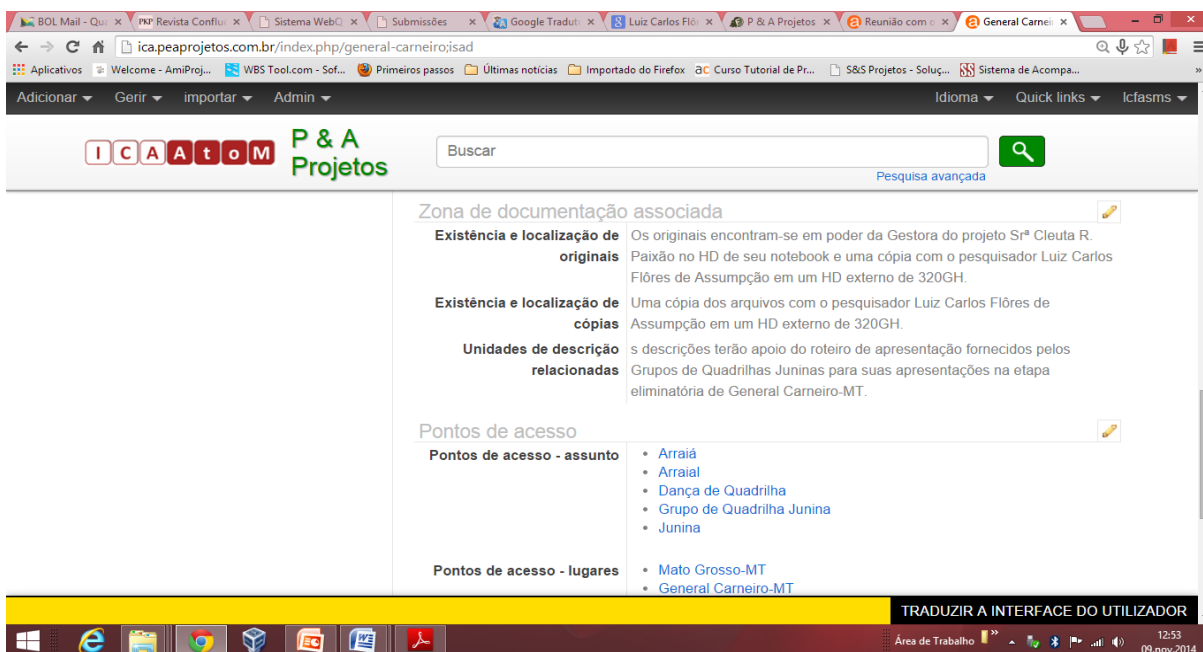 BOL Mail - Qua
PKP Revista Conflu
Sistema WebQ
Submissões
Google Tradut
Luiz Carlos Flô
P & A Projetos
Reunião com o
General Carnei
ica.peaprojetos.com.br/index.php/general-carneiro;isad
Aplicativos Welcome - AmiProj... WBS Tool.com - Sof... Primeiros passos Últimas notícias Importado do Firefox Curso Tutorial de Pr... S&S Projetos - Soluç... Sistema de Acompa... »
Adicionar Gerir importar Admin Idioma Quick links lcfasms
ICAAtoM
P & A
Projetos
Buscar
Pesquisa avançada
Zona de documentação associada
Existência e localização de originais
Os originais encontram-se em poder da Gestora do projeto Srª Cleuta R.
Paixão no HD de seu notebook e uma cópia com o pesquisador Luiz Carlos
Flôres de Assumpção em um HD externo de 320GH.
Existência e localização de cópias
Uma cópia dos arquivos com o pesquisador Luiz Carlos Flôres de
Assumpção em um HD externo de 320GH.
Unidades de descrição relacionadas
s descrições terão apoio do roteiro de apresentação fornecidos pelos
Grupos de Quadrilhas Juninas para suas apresentações na etapa
eliminatória de General Carneiro-MT.
Pontos de acesso
Pontos de acesso - assunto
Arraiá
Arraial
Dança de Quadrilha
Grupo de Quadrilha Junina
Junina
Pontos de acesso - lugares
Mato Grosso-MT
General Carneiro-MT
TRADUZIR A INTERFACE DO UTILIZADOR
Área de Trabalho
12:53
09.nov.2014